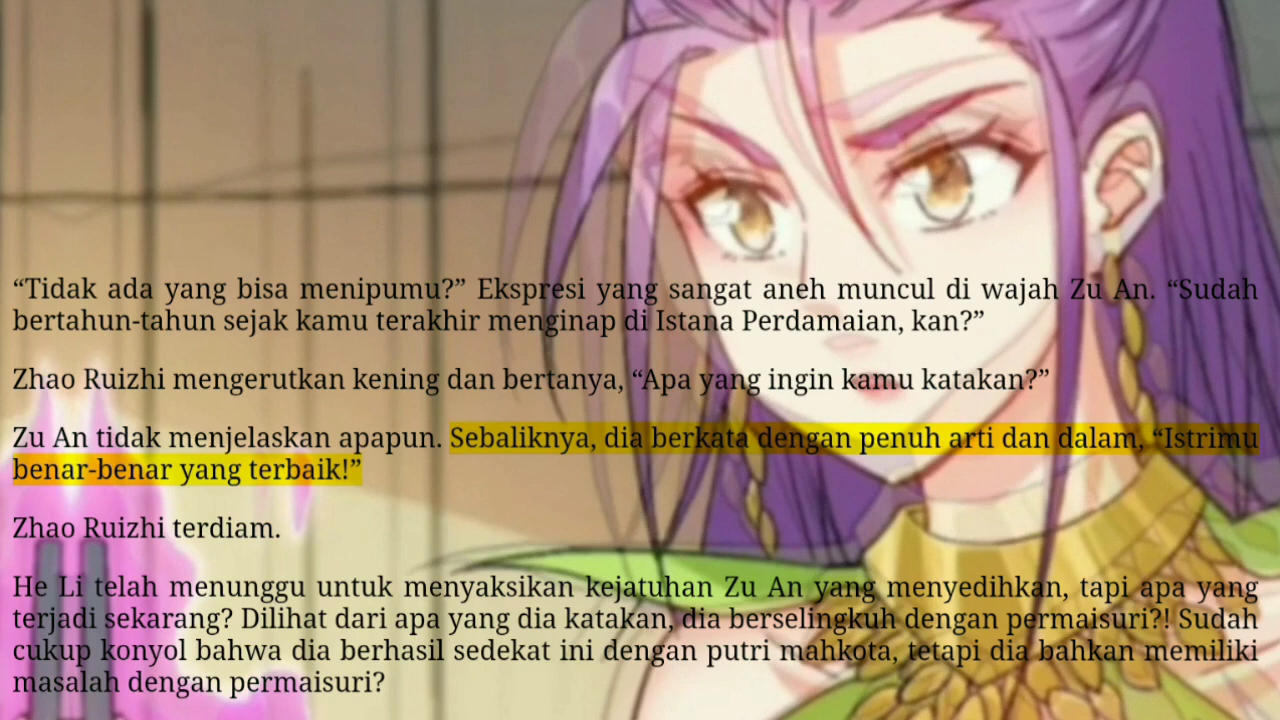 “Tidak ada yang bisa menipumu?” Ekspresi yang sangat aneh muncul di wajah Zu An. “Sudah
bertahun-tahun sejak kamu terakhir menginap di Istana Perdamaian, kan?”
Zhao Ruizhi mengerutkan kening dan bertanya, “Apa yang ingin kamu katakan?”
Zu An tidak menjelaskan apapun. Sebaliknya, dia berkata dengan penuh arti dan dalam, “Istrimu
benar-benar yang terbaik!”
Zhao Ruizhi terdiam.
He Li telah menunggu untuk menyaksikan kejatuhan Zu An yang menyedihkan, tapi apa yang
terjadi sekarang? Dilihat dari apa yang dia katakan, dia berselingkuh dengan permaisuri?! Sudah
cukup konyol bahwa dia berhasil sedekat ini dengan putri mahkota, tetapi dia bahkan memiliki
masalah dengan permaisuri?